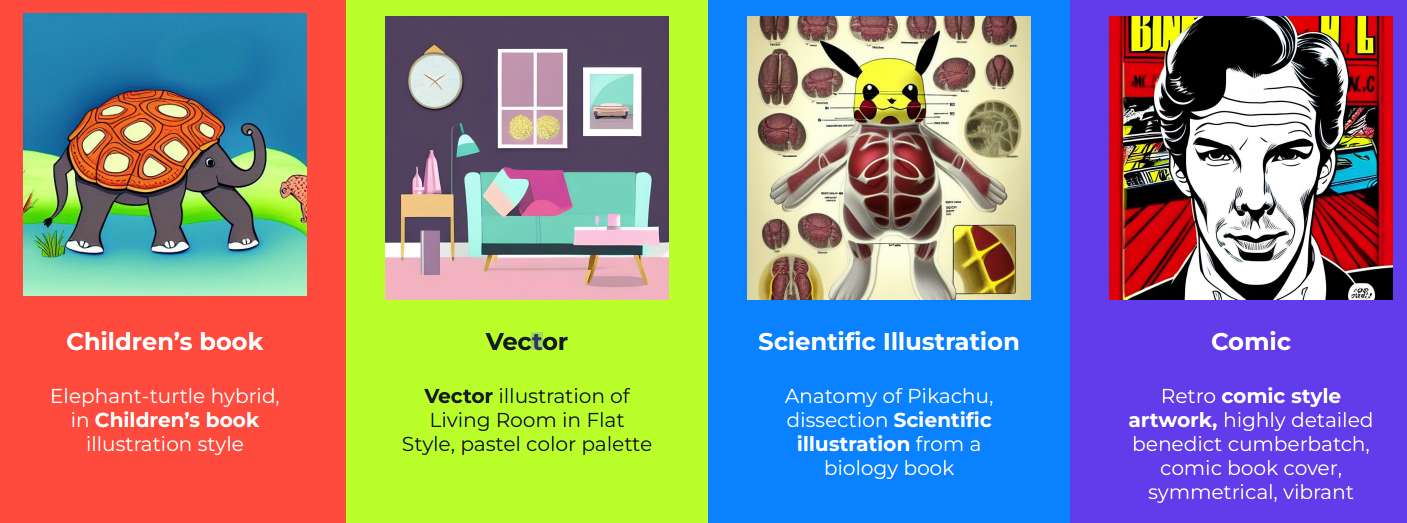 Children's book
Elephant-turtle hybrid,
in Children's book
illustration style
Vector
Vector illustration of
Living Room in Flat
Style, pastel color palette
Scientific Illustration
Anatomy of Pikachu,
dissection Scientific
illustration from a
biology book
Comic
Retro comic style
artwork, highly detailed
benedict cumberbatch,
comic book cover,
symmetrical, vibrant